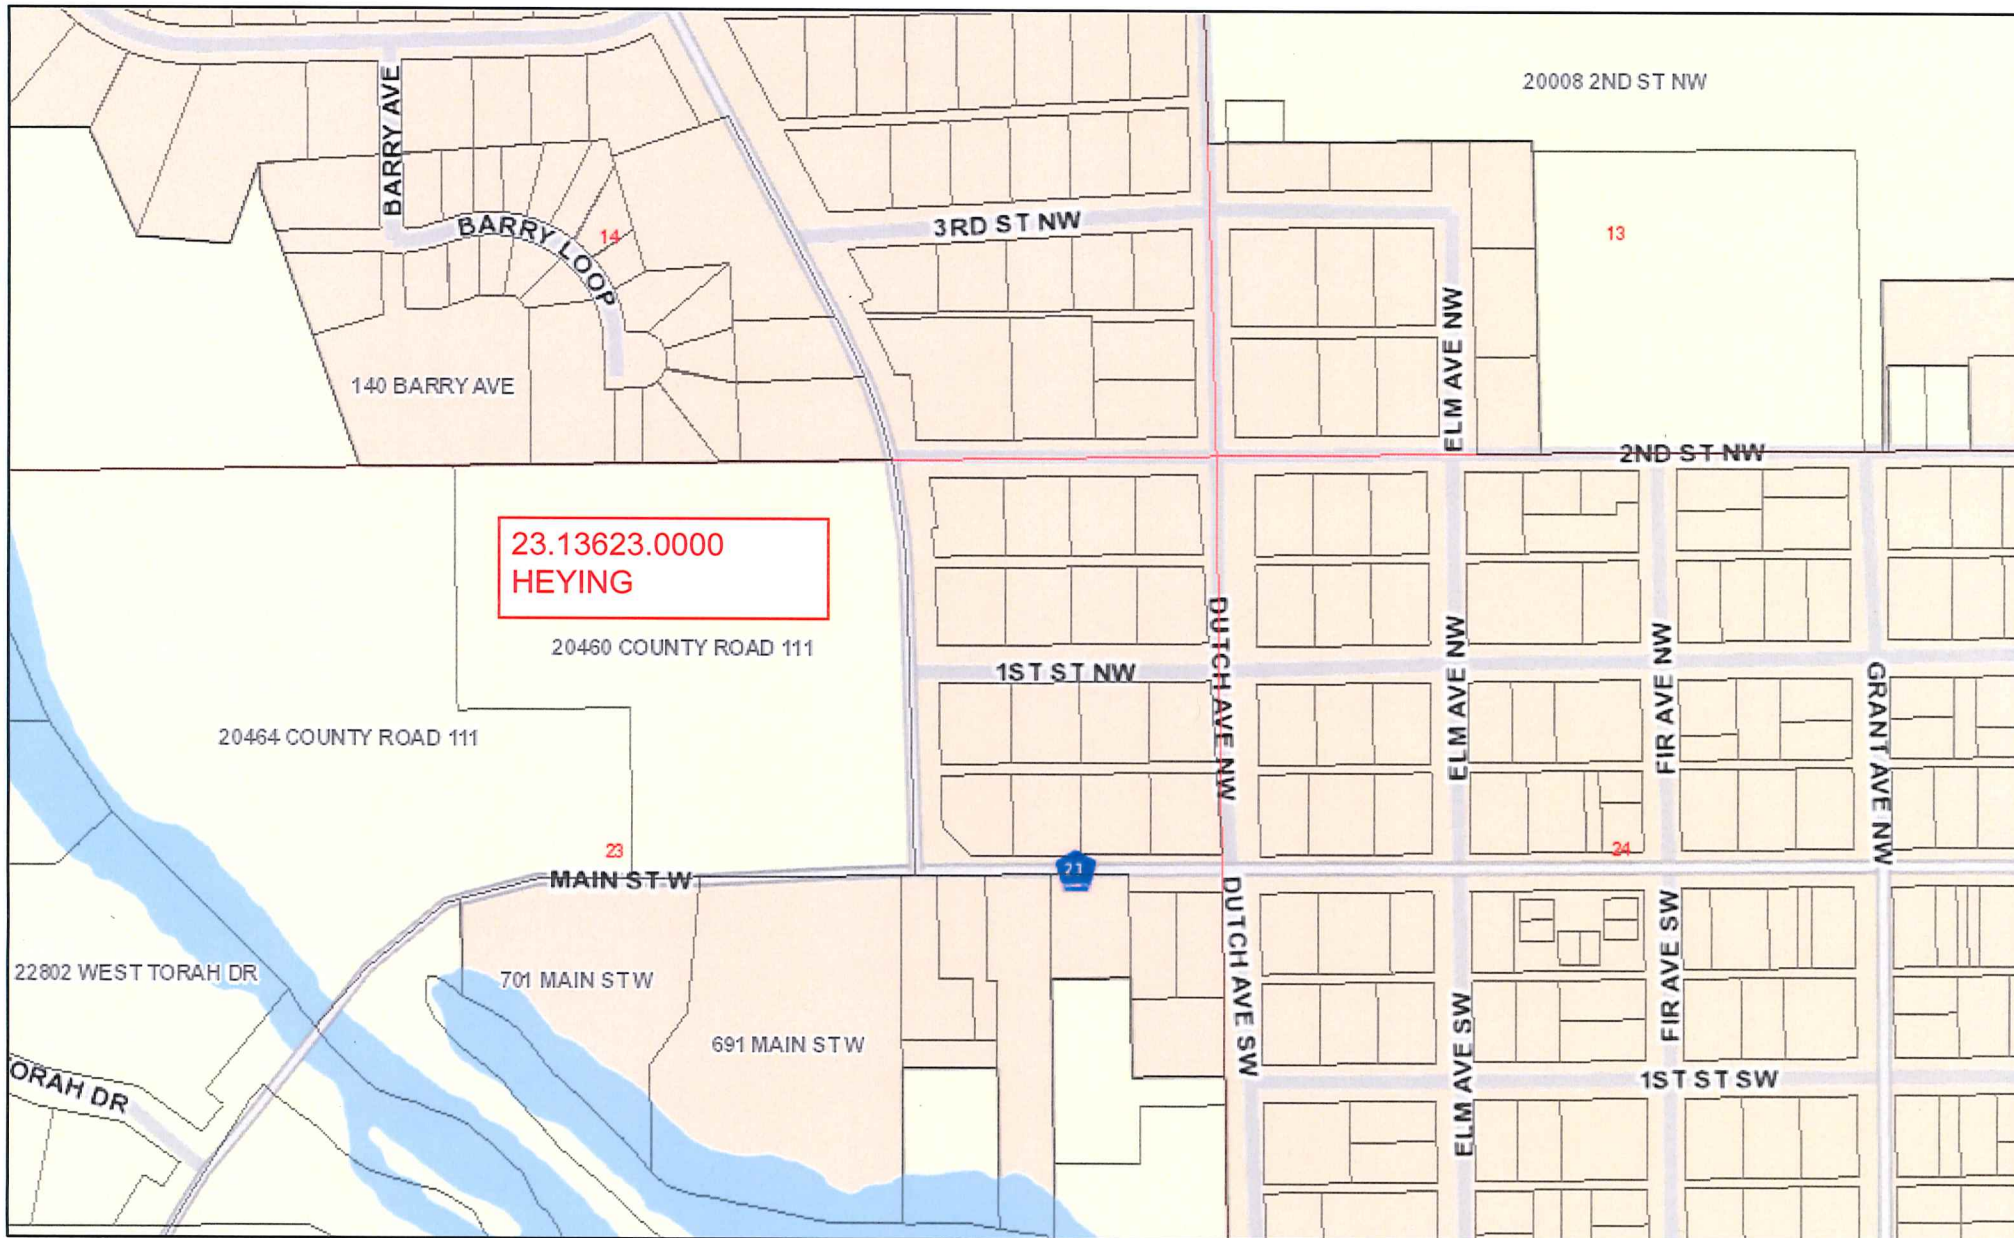 20008 2ND ST NW
BARRY AVE
BARRY LOOP
14
3RD ST NW
13
ELM AVE NW
140 BARRY AVE
2ND ST NW
23.13623.0000
HEYING
20460 COUNTY ROAD 111
1ST ST NW
DUTCH AVE NW
ELM AVE NW
FIR AVE NW
GRANT AVE NW
20464 COUNTY ROAD 111
23
24
MAIN ST W
21
DUTCH AVE SW
FIR AVE SW
22802 WEST TORAH DR
701 MAIN ST W
691 MAIN ST W
ELM AVE SW
ORAH DR
1ST ST SW